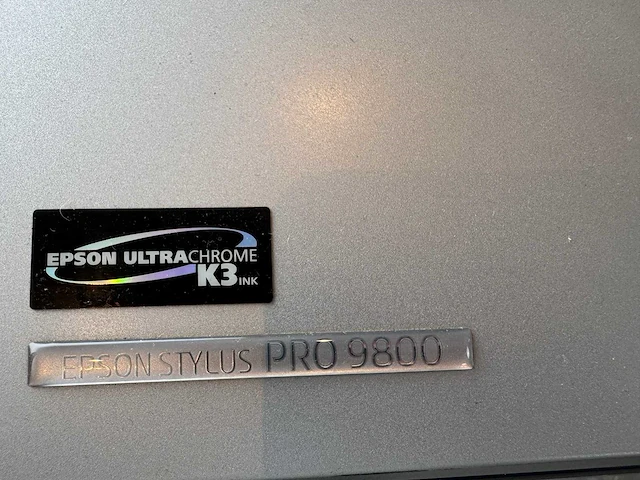 EPSON ULTRACHROME
K3 INK
EPSON STYLUS PRO 9800